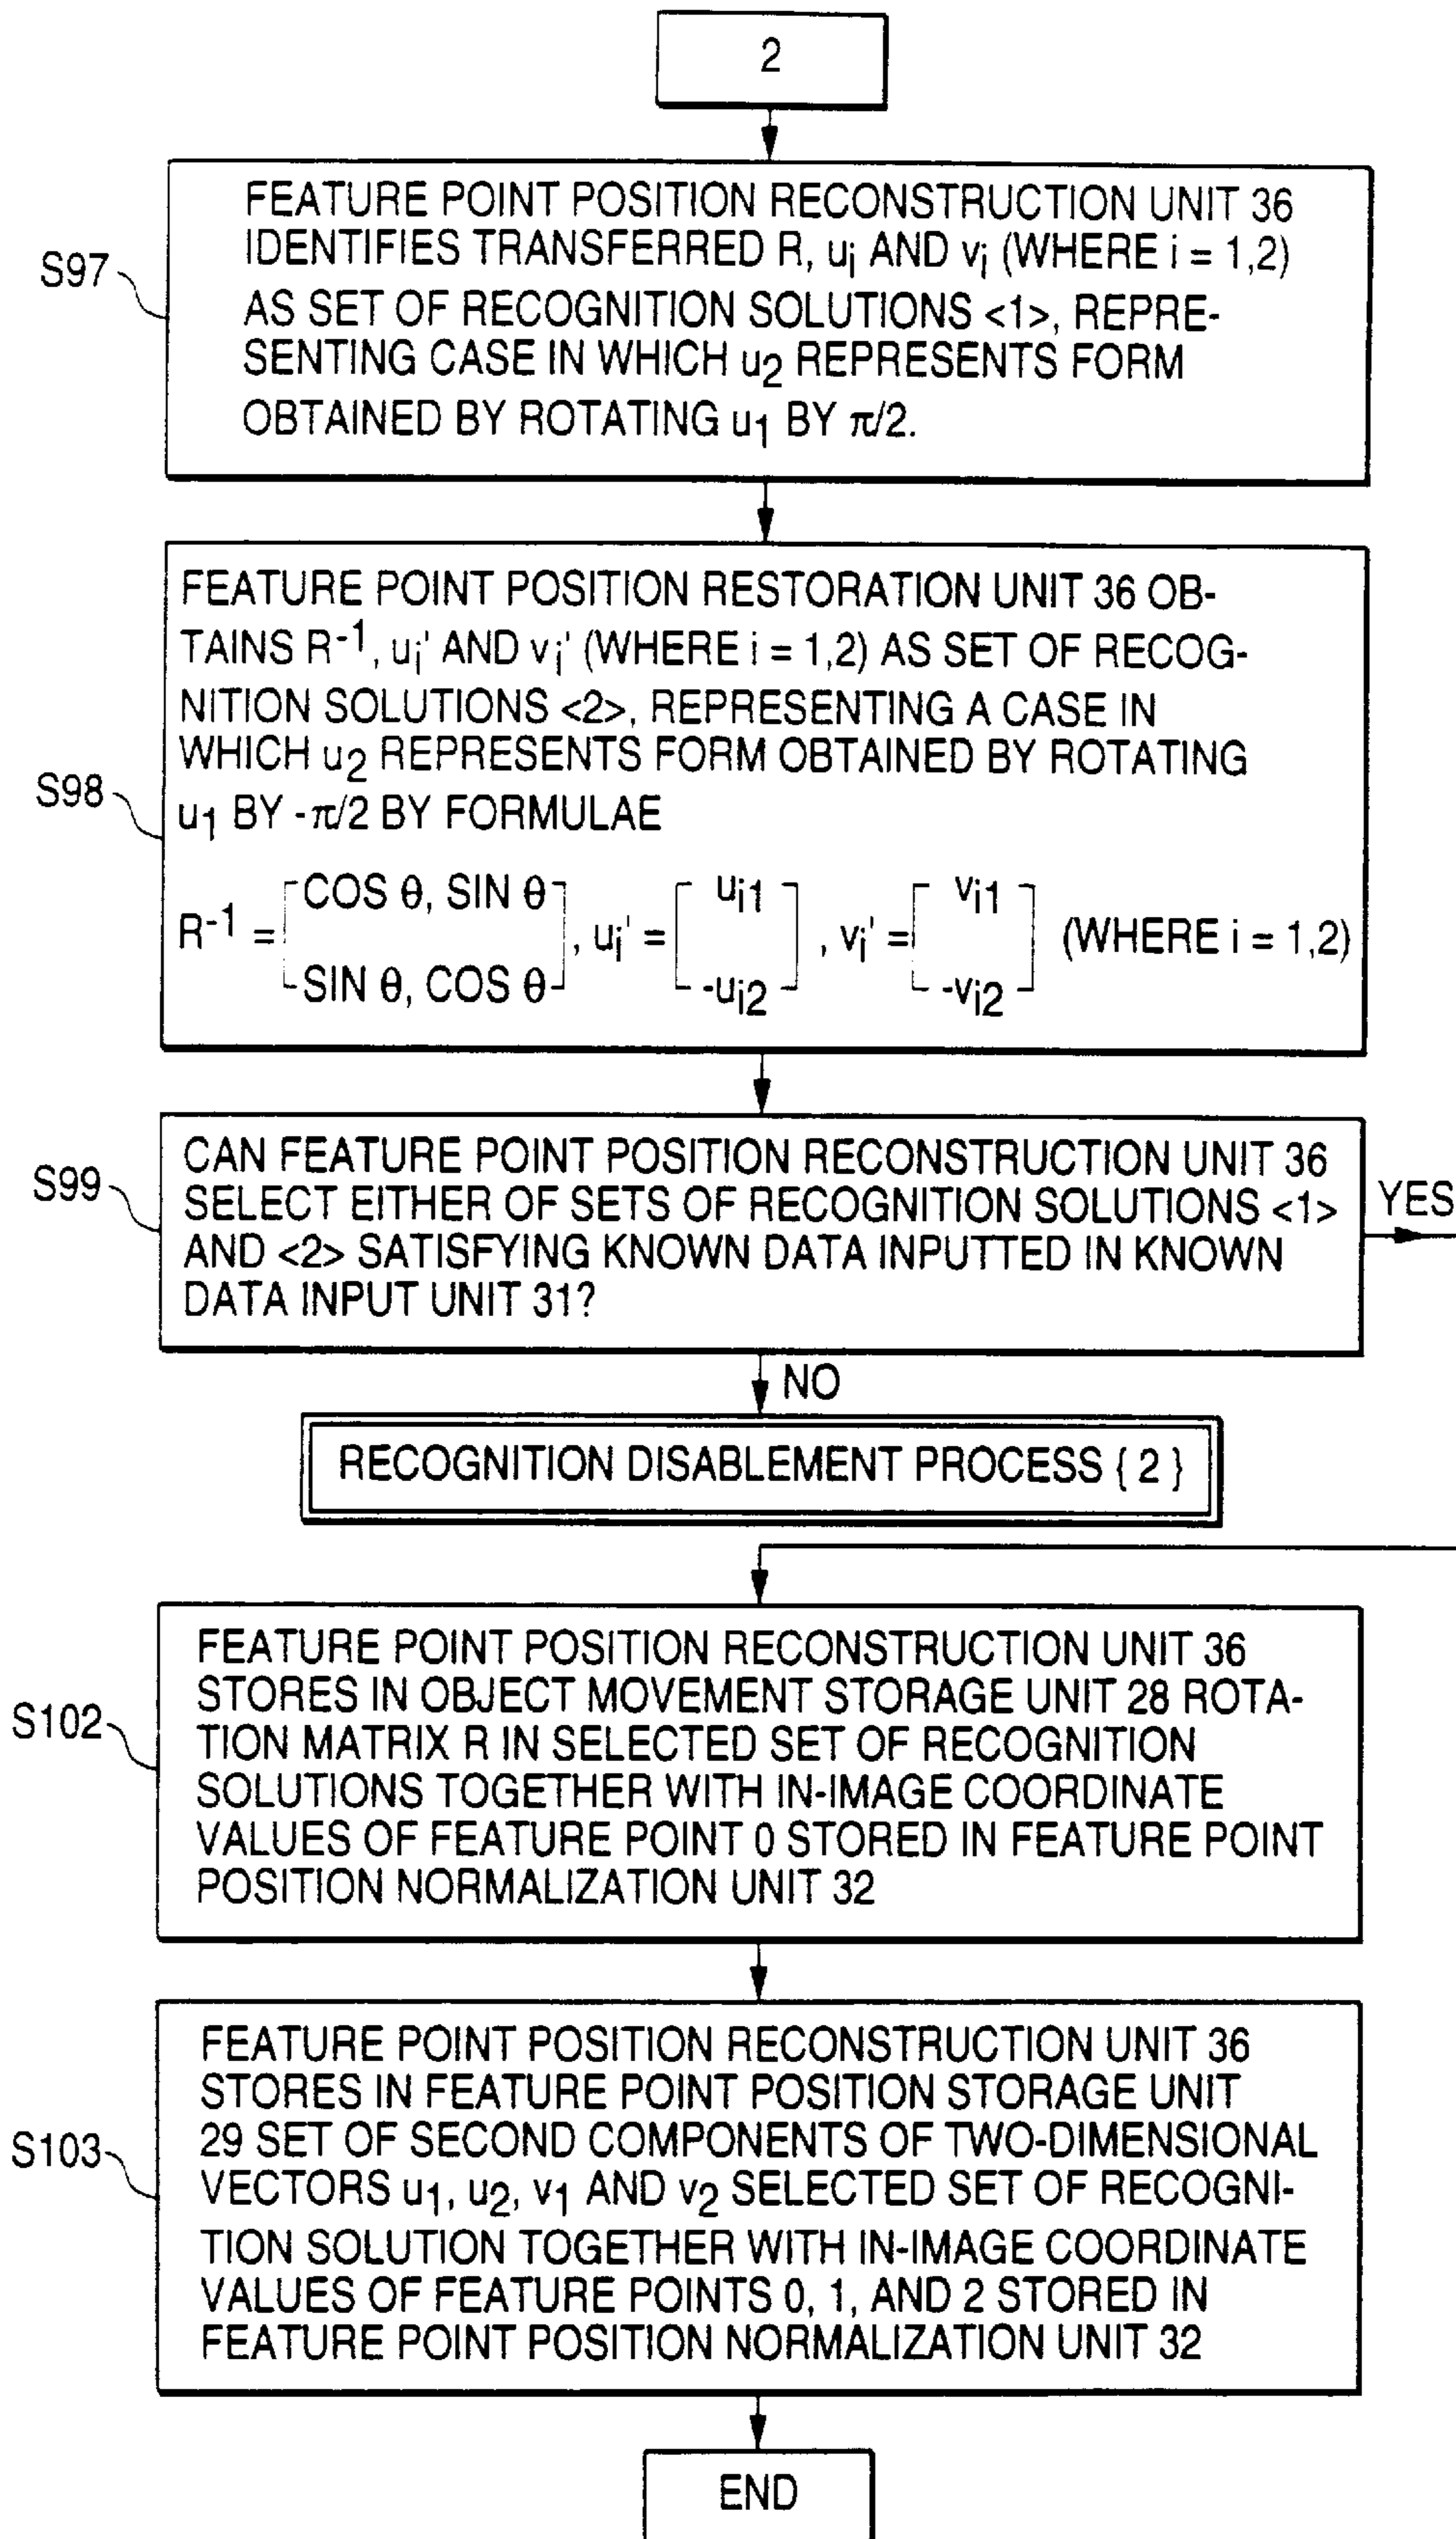 2
S97
FEATURE POINT POSITION RECONSTRUCTION UNIT 36
IDENTIFIES TRANSFERRED R, ui AND vi (WHERE i = 1,2)
AS SET OF RECOGNITION SOLUTIONS <1>, REPRE-
SENTING CASE IN WHICH u2 REPRESENTS FORM
OBTAINED BY ROTATING u1 BY π/2.
S98
FEATURE POINT POSITION RESTORATION UNIT 36 OB-
TAINS R-1, ui' AND vi' (WHERE i = 1,2) AS SET OF RECOG-
NITION SOLUTIONS <2>, REPRESENTING A CASE IN
WHICH u2 REPRESENTS FORM OBTAINED BY ROTATING
u1 BY -π/2 BY FORMULAE
COS θ, SIN θ ui1 vi1
R-1 = , ui' = , vi' = (WHERE i = 1,2)
SIN θ, COS θ -ui2 -vi2
S99
CAN FEATURE POINT POSITION RECONSTRUCTION UNIT 36
SELECT EITHER OF SETS OF RECOGNITION SOLUTIONS <1>
AND <2> SATISFYING KNOWN DATA INPUTTED IN KNOWN
DATA INPUT UNIT 31?
YES
NO
RECOGNITION DISABLEMENT PROCESS { 2 }
S102
FEATURE POINT POSITION RECONSTRUCTION UNIT 36
STORES IN OBJECT MOVEMENT STORAGE UNIT 28 ROTA-
TION MATRIX R IN SELECTED SET OF RECOGNITION
SOLUTIONS TOGETHER WITH IN-IMAGE COORDINATE
VALUES OF FEATURE POINT 0 STORED IN FEATURE POINT
POSITION NORMALIZATION UNIT 32
S103
FEATURE POINT POSITION RECONSTRUCTION UNIT 36
STORES IN FEATURE POINT POSITION STORAGE UNIT
29 SET OF SECOND COMPONENTS OF TWO-DIMENSIONAL
VECTORS u1, u2, v1 AND v2 SELECTED SET OF RECOGNI-
TION SOLUTION TOGETHER WITH IN-IMAGE COORDINATE
VALUES OF FEATURE POINTS 0, 1, AND 2 STORED IN
FEATURE POINT POSITION NORMALIZATION UNIT 32
END